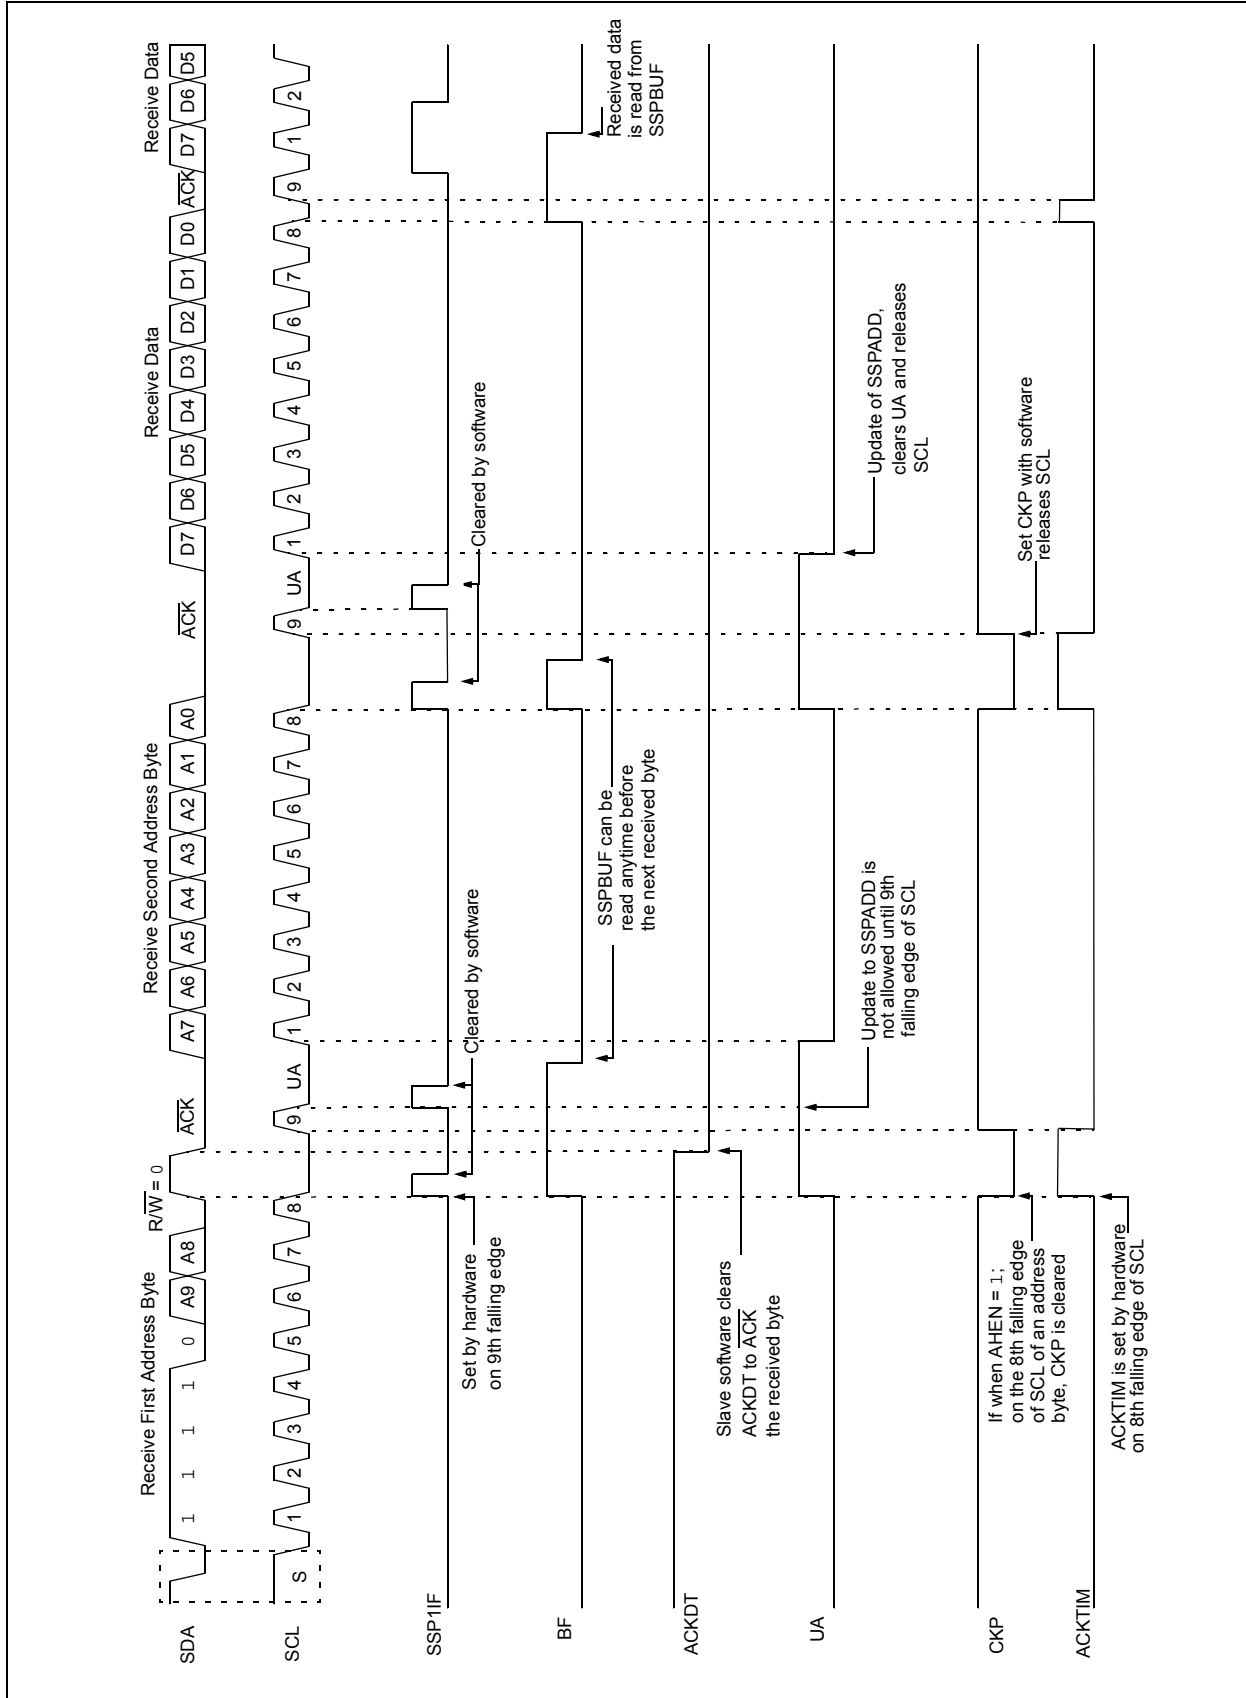 Receive First Address Byte
R/W = 0
Receive Second Address Byte
Receive Data
Receive Data
SDA
1 1 1 1 0 A9 A8
ACK
A7 A6 A5 A4 A3 A2 A1 A0
ACK
D7 D6 D5 D4 D3 D2 D1 D0
ACK
D7 D6 D5
SCL
S
1 2 3 4 5 6 7 8 9
UA
1 2 3 4 5 6 7 8 9
UA
1 2 3 4 5 6 7 8 9
1 2
SSP1IF
Set by hardware
on 9th falling edge
Cleared by software
Cleared by software
BF
SSPBUF can be
read anytime before
the next received byte
Received data
is read from
SSPBUF
ACKDT
Slave software clears
ACKDT to ACK
the received byte
UA
Update to SSPADD is
not allowed until 9th
falling edge of SCL
Update of SSPADD,
clears UA and releases
SCL
CKP
If when AHEN = 1;
on the 8th falling edge
of SCL of an address
byte, CKP is cleared
Set CKP with software
releases SCL
ACKTIM
ACKTIM is set by hardware
on 8th falling edge of SCL